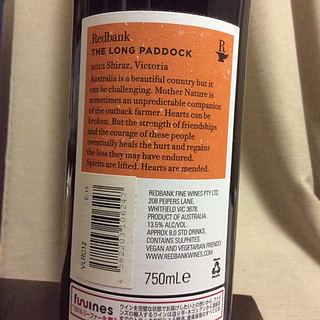 Redbank
R
THE LONG PADDOCK
2012 Shiraz, Victoria
Australia is a beautiful country but it
can be challenging. Mother Nature is
sometimes an unpredictable companion
of the outback farmer. Hearts can be
broken. But the strength of friendships
and the courage of these people
eventually heals the hurt and regains
the loss they may have endured.
Spirits are lifted. Hearts are mended.
VLR012
REDBANK FINE WINES PTY LTD.
208 PEIPERS LANE,
WHITFIELD VIC 3678.
PRODUCT OF AUSTRALIA.
13.5% ALC/VOL.
APPROX 8.0 STD DRINKS.
CONTAINS SULPHITES.
VEGAN AND VEGETARIAN FRIENDLY.
WWW.REDBANKWINES.COM
750mLe